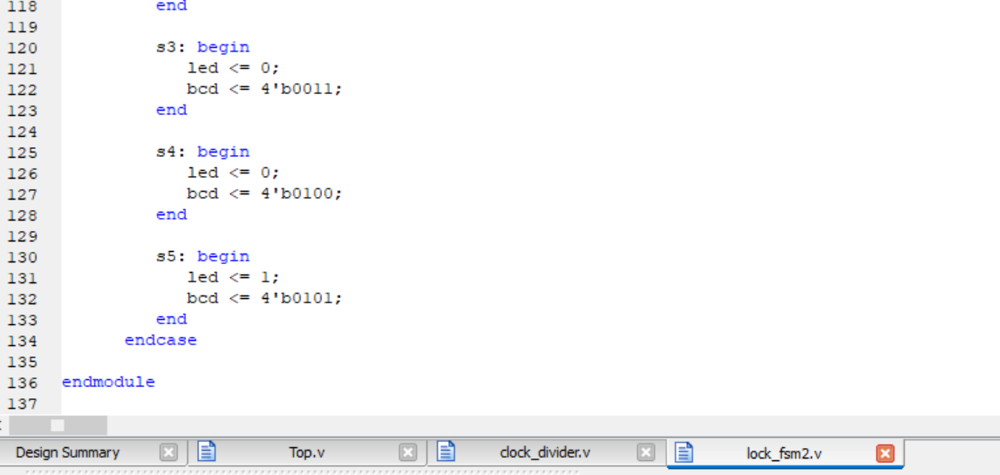 118 end
119
120 s3: begin
121 led <= 0;
122 bcd <= 4'b0011;
123 end
124
125 s4: begin
126 led <= 0;
127 bcd <= 4'b0100;
128 end
129
130 s5: begin
131 led <= 1;
132 bcd <= 4'b0101;
133 end
134 endcase
135
136 endmodule
137
Design Summary Top.v clock_divider.v lock_fsm2.v